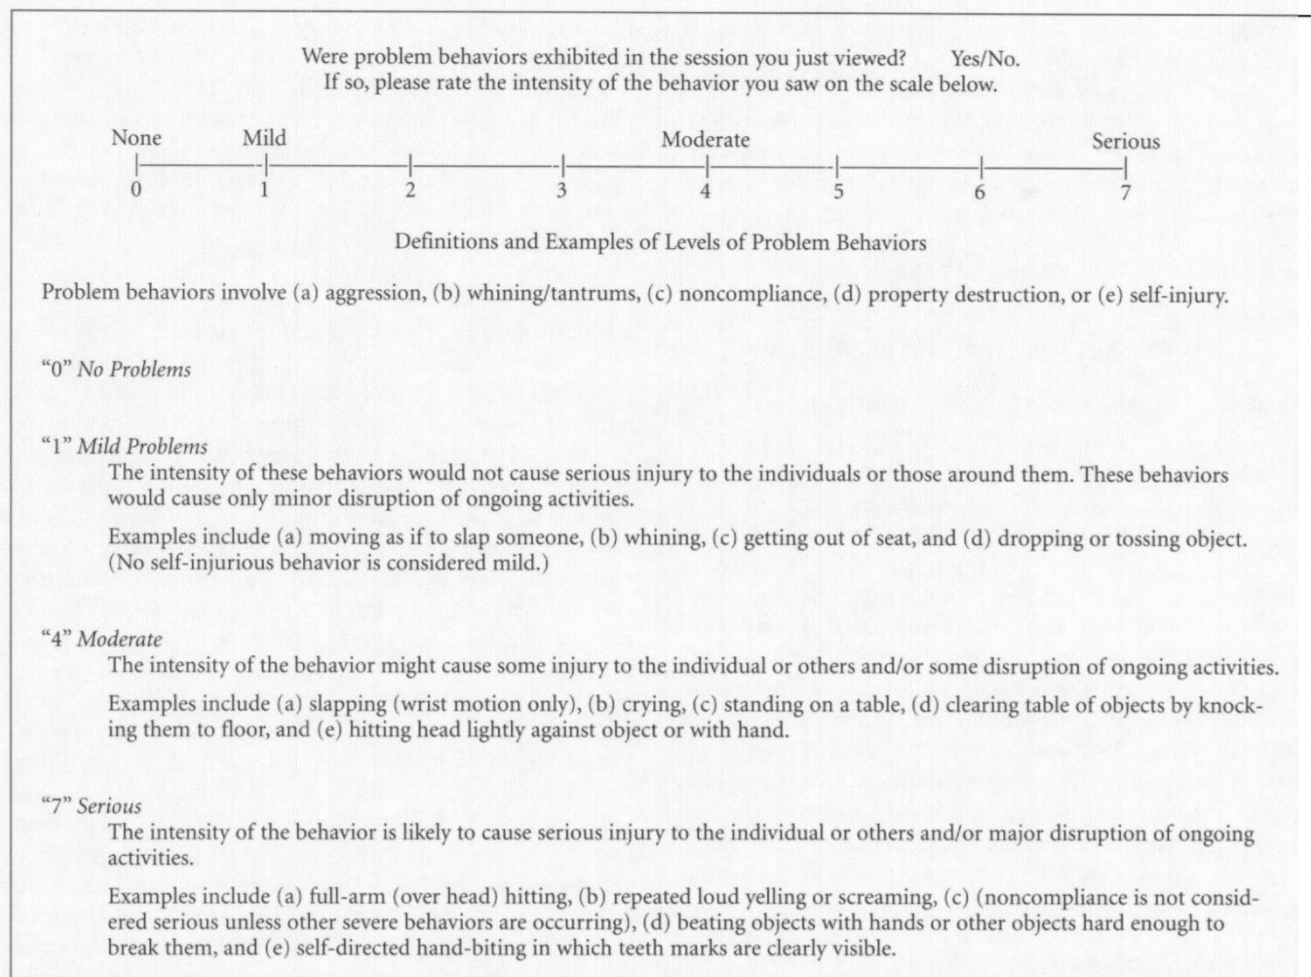 Were problem behaviors exhibited in the session you just viewed? Yes/No.
If so, please rate the intensity of the behavior you saw on the scale below.
None Mild Moderate Serious
0 1 2 3 4 5 6 7
Definitions and Examples of Levels of Problem Behaviors
Problem behaviors involve (a) aggression, (b) whining/tantrums, (c) noncompliance, (d) property destruction, or (e) self-injury.
“0” No Problems
“1” Mild Problems
The intensity of these behaviors would not cause serious injury to the individuals or those around them. These behaviors
would cause only minor disruption of ongoing activities.
Examples include (a) moving as if to slap someone, (b) whining, (c) getting out of seat, and (d) dropping or tossing object.
(No self-injurious behavior is considered mild.)
“4” Moderate
The intensity of the behavior might cause some injury to the individual or others and/or some disruption of ongoing activities.
Examples include (a) slapping (wrist motion only), (b) crying, (c) standing on a table, (d) clearing table of objects by knock-
ing them to floor, and (e) hitting head lightly against object or with hand.
“7” Serious
The intensity of the behavior is likely to cause serious injury to the individual or others and/or major disruption of ongoing
activities.
Examples include (a) full-arm (over head) hitting, (b) repeated loud yelling or screaming, (c) (noncompliance is not consid-
ered serious unless other severe behaviors are occurring), (d) beating objects with hands or other objects hard enough to
break them, and (e) self-directed hand-biting in which teeth marks are clearly visible.